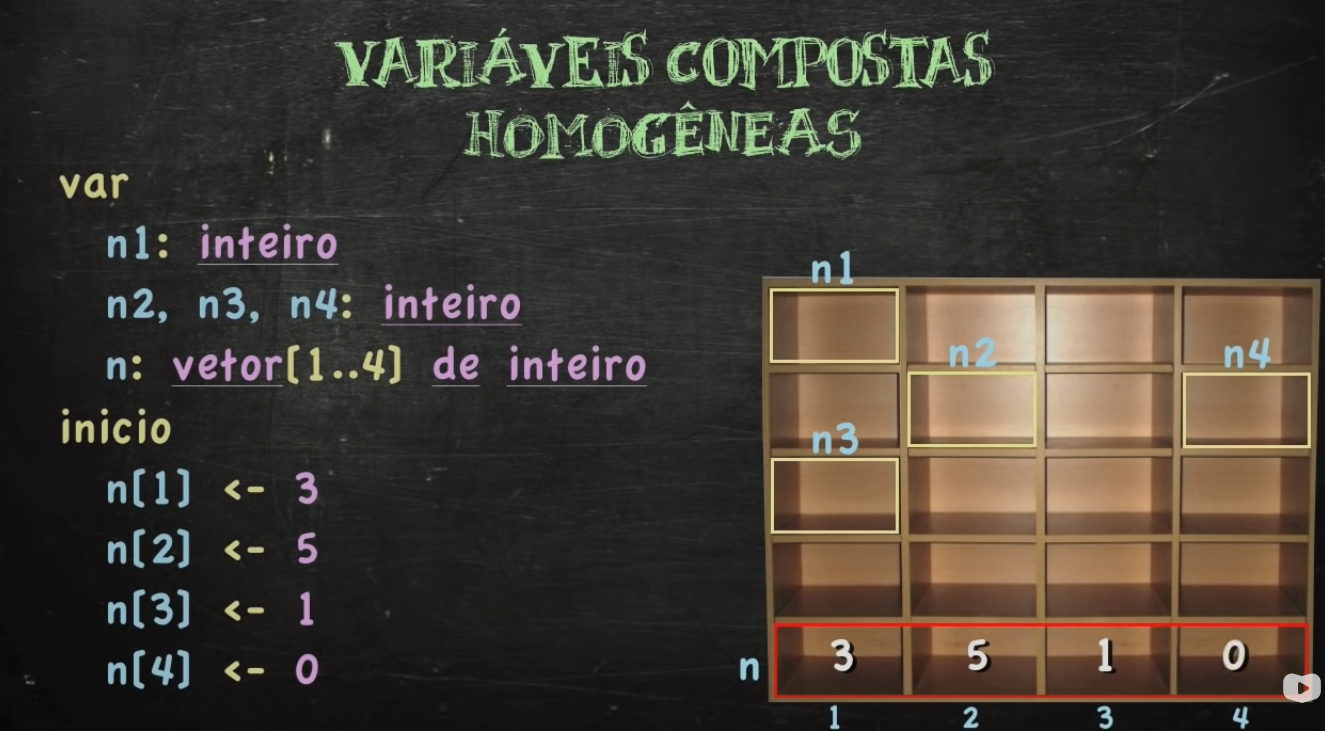 VARIÁVEIS COMPOSTAS
HOMOGÊNEAS
var
n1: inteiro
n2, n3, n4: inteiro
n: vetor[1..4] de inteiro
inicio
n[1] <- 3
n[2] <- 5
n[3] <- 1
n[4] <- 0
n1
n2
n4
n3
n
3 5 1 0
1 2 3 4